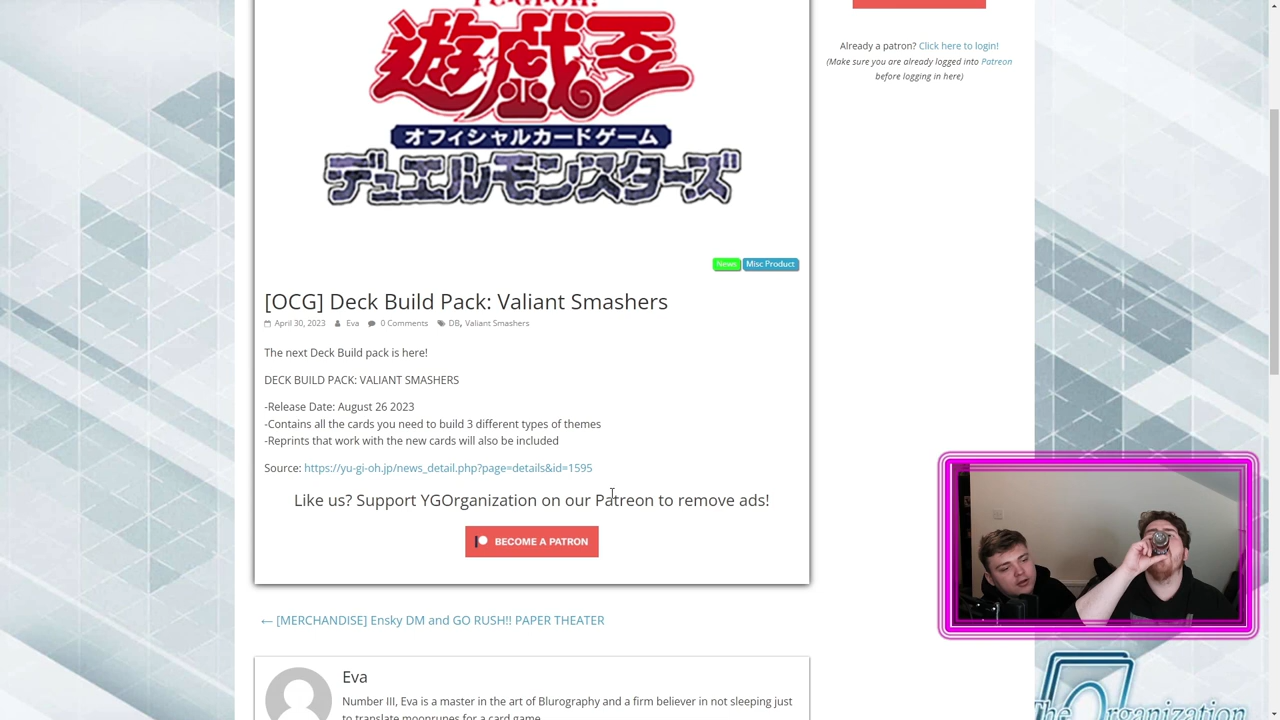 遊戯王
オフィシャルカードゲーム
デュエルモンスターズ
News Misc Product
[OCG] Deck Build Pack: Valiant Smashers
April 30, 2023 Eva 0 Comments DB, Valiant Smashers
The next Deck Build pack is here!
DECK BUILD PACK: VALIANT SMASHERS
-Release Date: August 26 2023
-Contains all the cards you need to build 3 different types of themes
-Reprints that work with the new cards will also be included
Source: https://yu-gi-oh.jp/news_detail.php?page=details&id=1595
Like us? Support YGOrganization on our Patreon to remove ads!
BECOME A PATRON
← [MERCHANDISE] Ensky DM and GO RUSH!! PAPER THEATER
Eva
Number III, Eva is a master in the art of Blurography and a firm believer in not sleeping just
to translate moonrunes for a card game.
Already a patron? Click here to login!
(Make sure you are already logged into Patreon
before logging in here)
The Organization